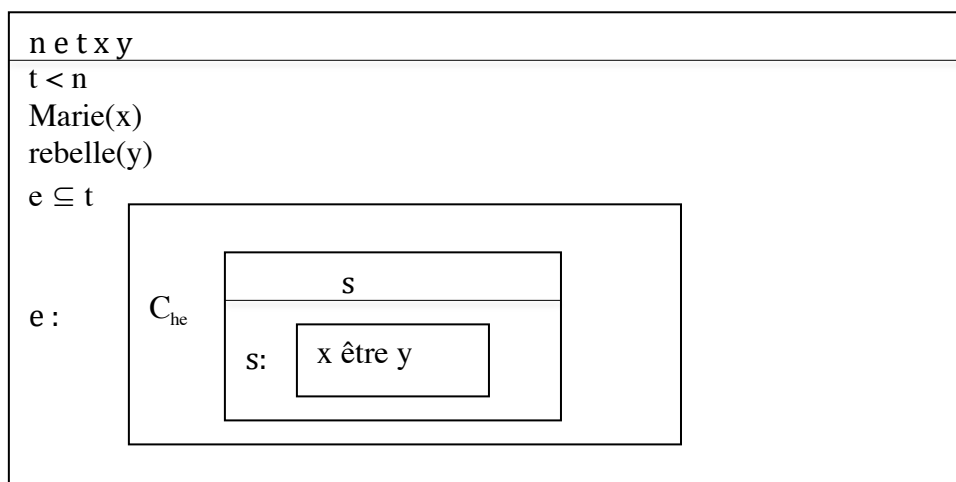 n e t x y
t < n
Marie(x)
rebelle(y)
e ⊆ t
s
e : C_he s: x être y